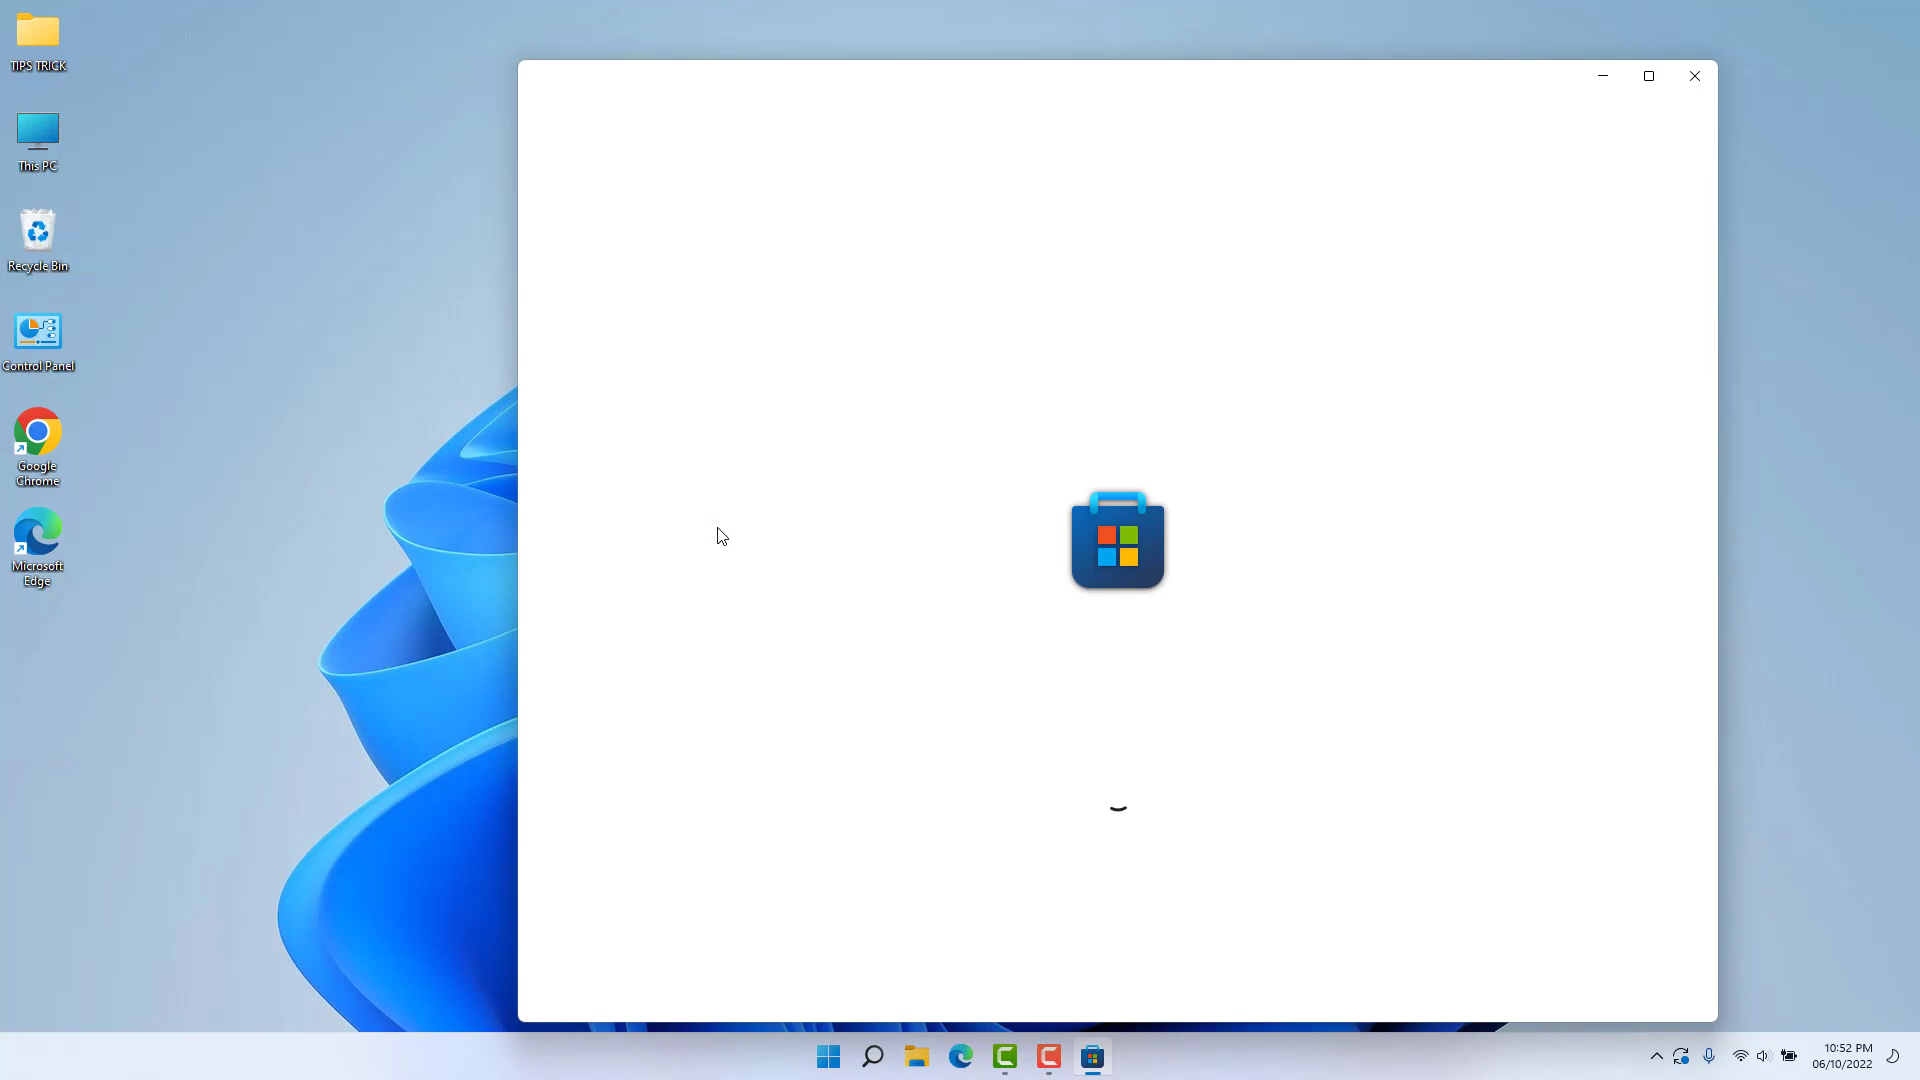 TIPS TRICK
This PC
Recycle Bin
Control Panel
Google
Chrome
Microsoft
Edge
10:52 PM
06/10/2022